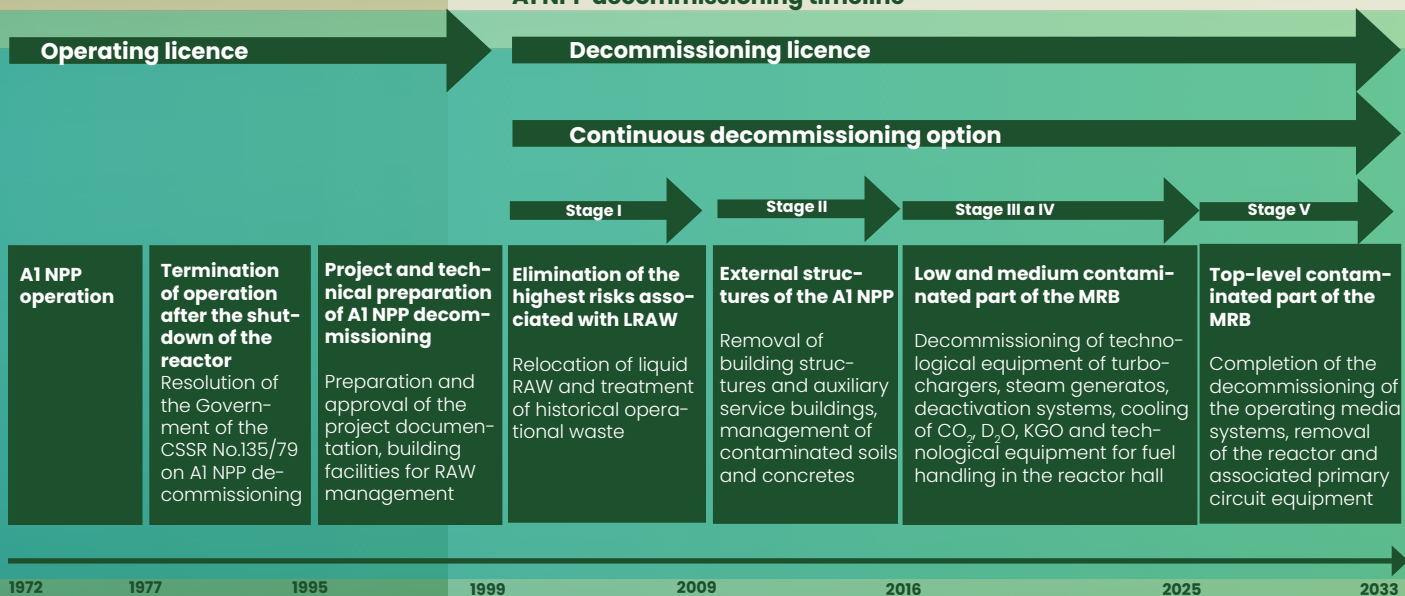 A1 NPP decommissioning timeline
Operating licence
Decommissioning licence
Continuous decommissioning option
Stage I
Stage II
Stage III a IV
Stage V
A1 NPP
operation
Termination
of operation
after the shut-
down of the
reactor
Resolution of
the Govern-
ment of the
CSSR No.135/79
on A1 NPP de-
commissioning
Project and tech-
nical preparation
of A1 NPP decom-
missioning
Preparation and
approval of the
project documen-
tation, building
facilities for RAW
management
Elimination of the
highest risks asso-
ciated with LRAW
Relocation of liquid
RAW and treatment
of historical opera-
tional waste
External struc-
tures of the A1 NPP
Removal of
building struc-
tures and auxiliary
service buildings,
management of
contaminated soils
and concretes
Low and medium contami-
nated part of the MRB
Decommissioning of techno-
logical equipment of turbo-
chargers, steam generatos,
deactivation systems, cooling
of CO₂, D₂O, KGO and tech-
nological equipment for fuel
handling in the reactor hall
Top-level contam-
inated part of the
MRB
Completion of the
decommissioning of
the operating media
systems, removal
of the reactor and
associated primary
circuit equipment
1972
1977
1995
1999
2009
2016
2025
2033